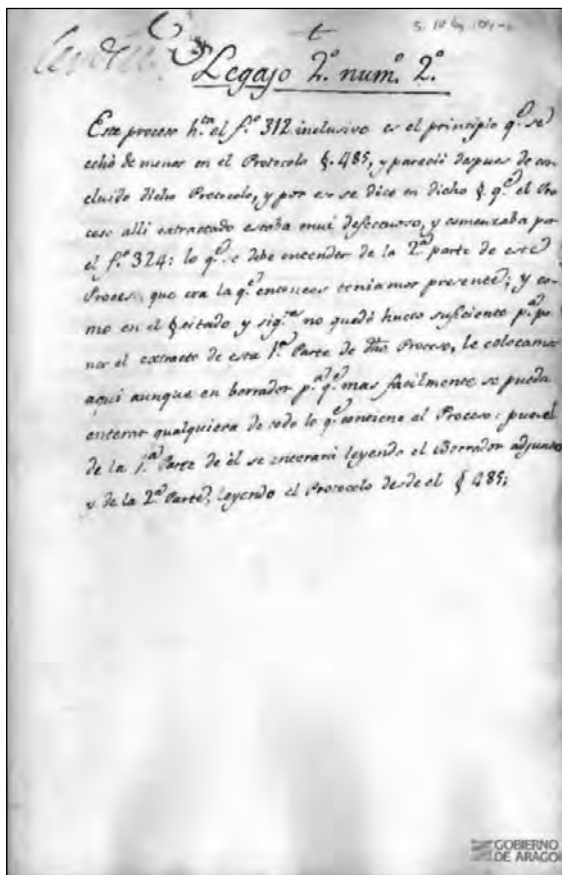 Legajo 2.º num.º 2.º
Este proceso h.ta el f.º 312 inclusive es el principio q.e se
echó de menos en el Protocolo §. 485, y pareció despues de con
cluido dicho Protocolo, y por eso se dice en dicho §. q.e el Pro
ceso alli extractado estaba mui defectuoso, y comenzaba por
el f.º 324: lo q.e se debe entender de la 2.da parte de este
Proceso, que era la q.e entonces teniamos presente; y co
mo en el §. citado y sig.tes no quedó hueco suficiente p.a po
ner el extracto de esta 1.ra Parte de dho Proceso, le colocamos
aqui aunque en borrador p.a q.e mas facilmente se pueda
enterar qualquiera de todo lo q.e contiene el Proceso: pues
de la 1.ra Parte de él se enterará leyendo el Borrador adjunto
y de la 2.da Parte, leyendo el Protocolo desde el § 485;
GOBIERNO
DE ARAGO